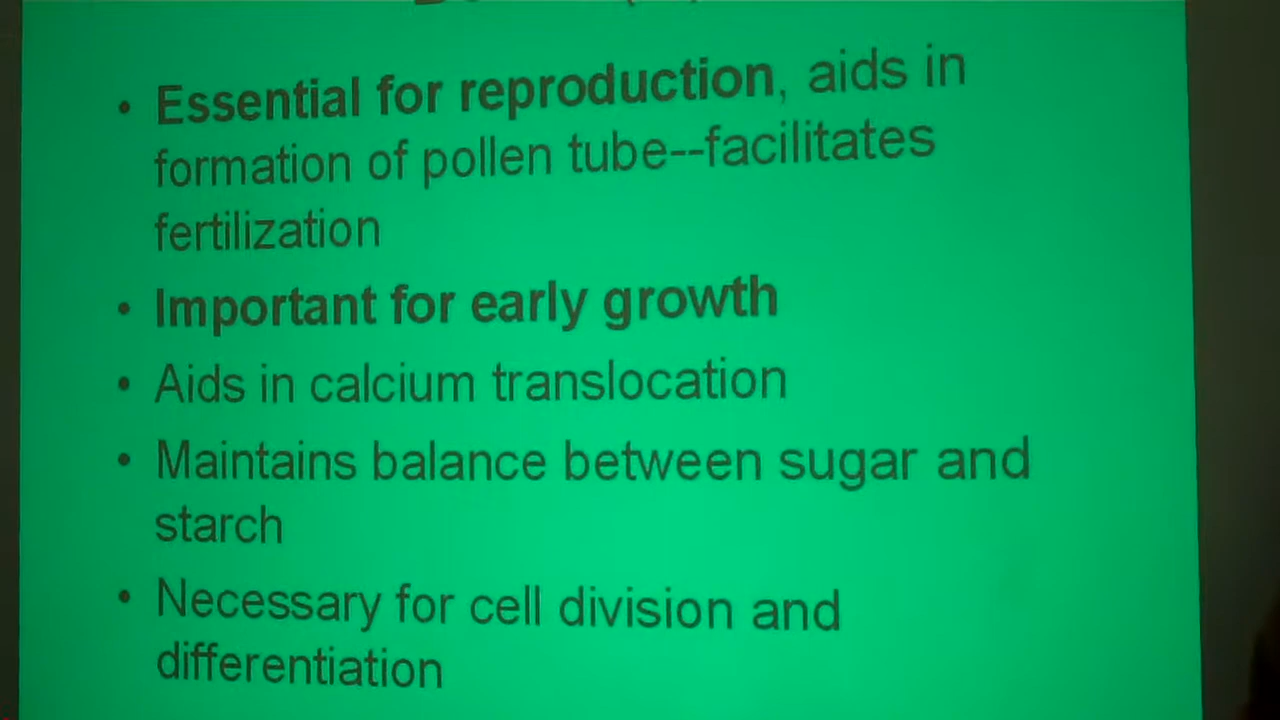 • Essential for reproduction, aids in
formation of pollen tube--facilitates
fertilization
• Important for early growth
• Aids in calcium translocation
• Maintains balance between sugar and
starch
• Necessary for cell division and
differentiation